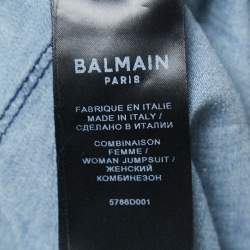 BALMAIN
PARIS
FABRIQUE EN ITALIE
MADE IN ITALY /
СДЕЛАНО В ИТАЛИИ
COMBINAISON
FEMME /
WOMAN JUMPSUIT /
ЖЕНСКИЙ
КОМБИНЕЗОН
5786D001